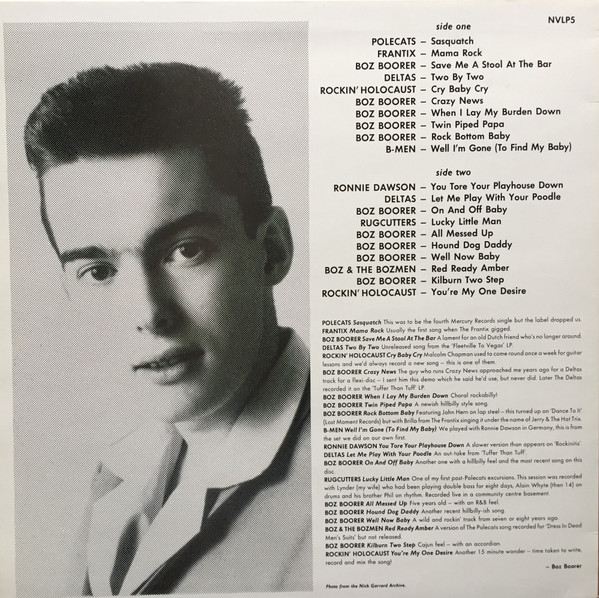 NVLP5
side one
POLECATS – Sasquatch
FRANTIX – Mama Rock
BOZ BOORER – Save Me A Stool At The Bar
DELTAS – Two By Two
ROCKIN' HOLOCAUST – Cry Baby Cry
BOZ BOORER – Crazy News
BOZ BOORER – When I Lay My Burden Down
BOZ BOORER – Twin Piped Papa
BOZ BOORER – Rock Bottom Baby
B-MEN – Well I'm Gone (To Find My Baby)
side two
RONNIE DAWSON – You Tore Your Playhouse Down
DELTAS – Let Me Play With Your Poodle
BOZ BOORER – On And Off Baby
RUGCUTTERS – Lucky Little Man
BOZ BOORER – All Messed Up
BOZ BOORER – Hound Dog Daddy
BOZ BOORER – Well Now Baby
BOZ & THE BOZMEN – Red Ready Amber
BOZ BOORER – Kilburn Two Step
ROCKIN' HOLOCAUST – You're My One Desire
POLECATS Sasquatch This was to be the fourth Mercury Records single but the label dropped us.
FRANTIX Mama Rock Usually the first song when The Frantix gigged.
BOZ BOORER Save Me A Stool At The Bar A lament for an old Dutch friend who's no longer around.
DELTAS Two By Two Unreleased song from the 'Fleetville To Vegas' LP.
ROCKIN' HOLOCAUST Cry Baby Cry Malcolm Chapman used to come round once a week for guitar
lessons and we'd always record a new song – this is one of them.
BOZ BOORER Crazy News The guy who runs Crazy News approached me years ago for a Deltas
track for a flexi-disc – I sent him this demo which he said he'd use, but never did. Later The Deltas
recorded it on the 'Tuffer Than Tuff' LP.
BOZ BOORER When I Lay My Burden Down Choral rockabilly!
BOZ BOORER Twin Piped Papa A newish hillbilly style song.
BOZ BOORER Rock Bottom Baby Featuring John Hern on lap steel – this turned up on 'Dance To It'
(Lost Moment Records) but with Brilla from The Frantix singing it under the name of Jerry & The Hat Trix.
B-MEN Well I'm Gone (To Find My Baby) We played with Ronnie Dawson in Germany, this is from
the set we did on our own first.
RONNIE DAWSON You Tore Your Playhouse Down A slower version than appears on 'Rockinitis'.
DELTAS Let Me Play With Your Poodle An out-take from 'Tuffer Than Tuff'.
BOZ BOORER On And Off Baby Another one with a hillbilly feel and the most recent song on this
disc.
RUGCUTTERS Lucky Little Man One of my first post-Polecats excursions. This session was recorded
with Lynder (my wife) who had been playing double bass for eight days, Alain Whyte (then 14) on
drums and his brother Phil on rhythm. Recorded live in a community centre basement.
BOZ BOORER All Messed Up Five years old – with an R&B feel.
BOZ BOORER Hound Dog Daddy Another recent hillbilly-ish song.
BOZ BOORER Well Now Baby A wild and rockin' track from seven or eight years ago.
BOZ & THE BOZMEN Red Ready Amber A version of The Polecats song recorded for 'Dress In Dead
Men's Suits' but not released.
BOZ BOORER Kilburn Two Step Cajun feel – with an accordian.
ROCKIN' HOLOCAUST You're My One Desire Another 15 minute wonder – time taken to write,
record and mix the song!
– Boz Boorer
Photo from the Nick Garrard Archive.